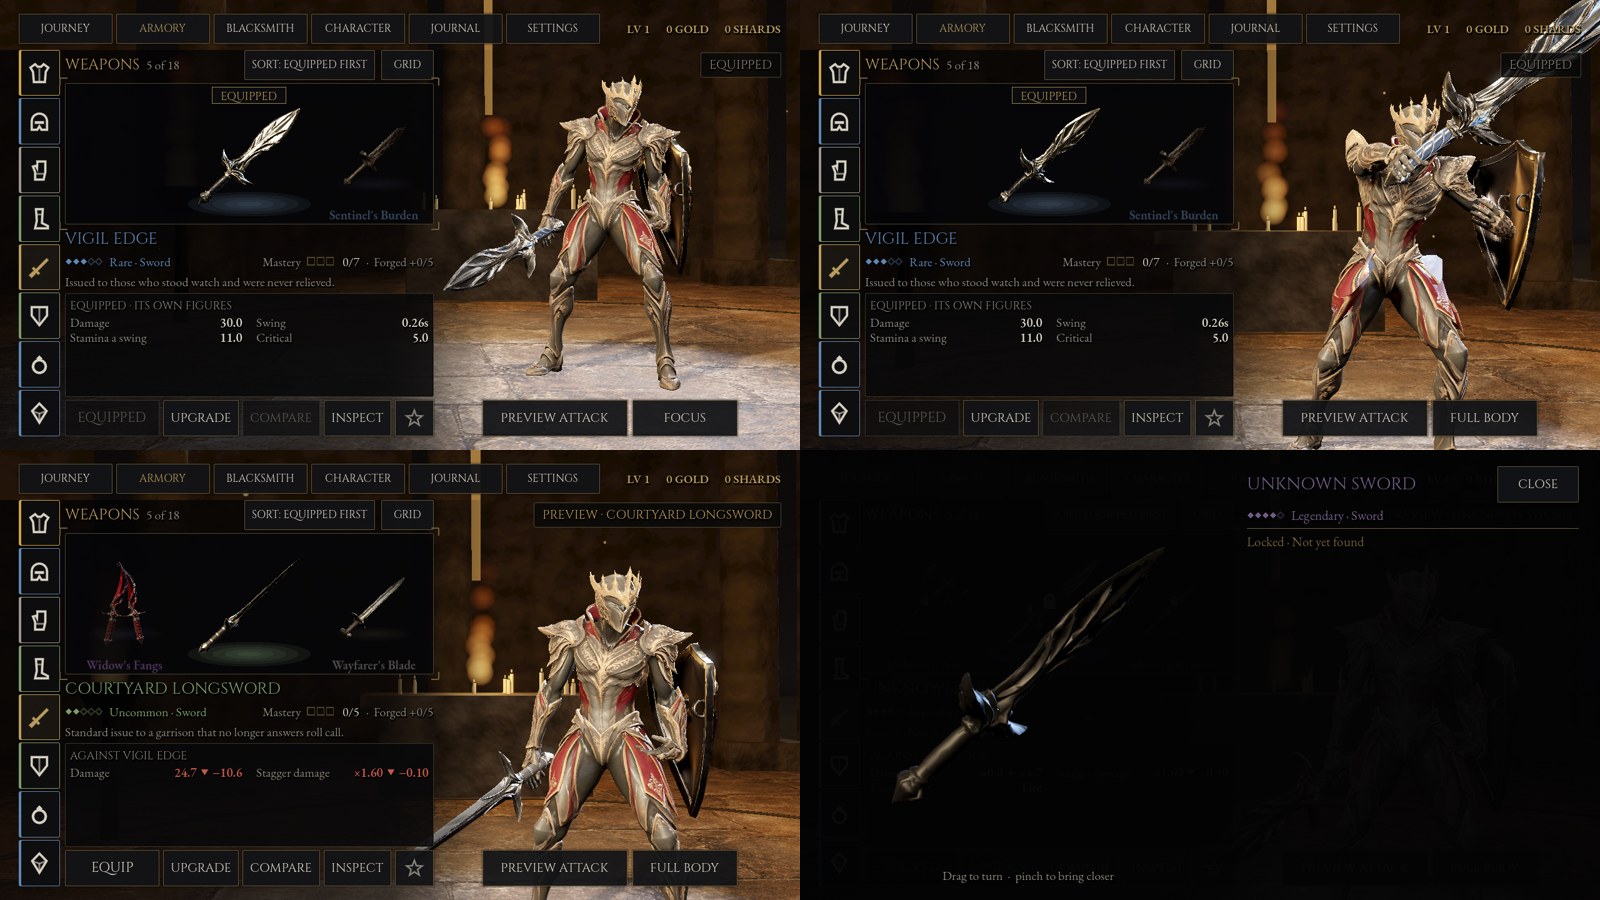 JOURNEY ARMORY BLACKSMITH CHARACTER JOURNAL SETTINGS LV 1 0 GOLD 0 SHARDS
WEAPONS 5 of 18 SORT: EQUIPPED FIRST GRID EQUIPPED
EQUIPPED
Sentinel's Burden
VIGIL EDGE
Rare · Sword Mastery 0/7 · Forged +0/5
Issued to those who stood watch and were never relieved.
EQUIPPED · ITS OWN FIGURES
Damage 30.0 Swing 0.26s
Stamina a swing 11.0 Critical 5.0
EQUIPPED UPGRADE COMPARE INSPECT PREVIEW ATTACK FOCUS
JOURNEY ARMORY BLACKSMITH CHARACTER JOURNAL SETTINGS LV 1 0 GOLD 0 SHARDS
WEAPONS 5 of 18 SORT: EQUIPPED FIRST GRID EQUIPPED
EQUIPPED
Sentinel's Burden
VIGIL EDGE
Rare · Sword Mastery 0/7 · Forged +0/5
Issued to those who stood watch and were never relieved.
EQUIPPED · ITS OWN FIGURES
Damage 30.0 Swing 0.26s
Stamina a swing 11.0 Critical 5.0
EQUIPPED UPGRADE COMPARE INSPECT PREVIEW ATTACK FULL BODY
JOURNEY ARMORY BLACKSMITH CHARACTER JOURNAL SETTINGS LV 1 0 GOLD 0 SHARDS
WEAPONS 5 of 18 SORT: EQUIPPED FIRST GRID PREVIEW · COURTYARD LONGSWORD
Widow's Fangs Wayfarer's Blade
COURTYARD LONGSWORD
Uncommon · Sword Mastery 0/5 · Forged +0/5
Standard issue to a garrison that no longer answers roll call.
AGAINST VIGIL EDGE
Damage 24.7 ▼ −10.6 Stagger damage ×1.60 ▼ −0.10
EQUIP UPGRADE COMPARE INSPECT PREVIEW ATTACK FULL BODY
UNKNOWN SWORD CLOSE
Legendary · Sword
Locked · Not yet found
Drag to turn · pinch to bring closer